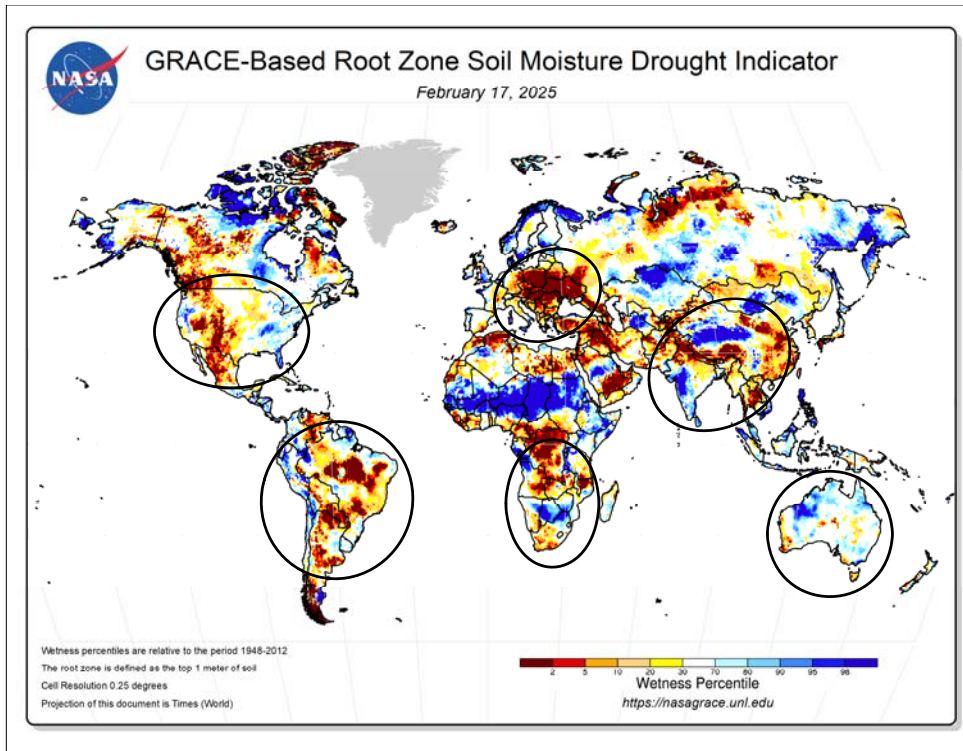 NASA
GRACE-Based Root Zone Soil Moisture Drought Indicator
February 17, 2025
Wetness percentiles are relative to the period 1948-2012
The root zone is defined as the top 1 meter of soil
Cell Resolution 0.25 degrees
Projection of this document is Times (World)
2 5 10 20 30 70 80 90 95 98
Wetness Percentile
https://nasagrace.unl.edu